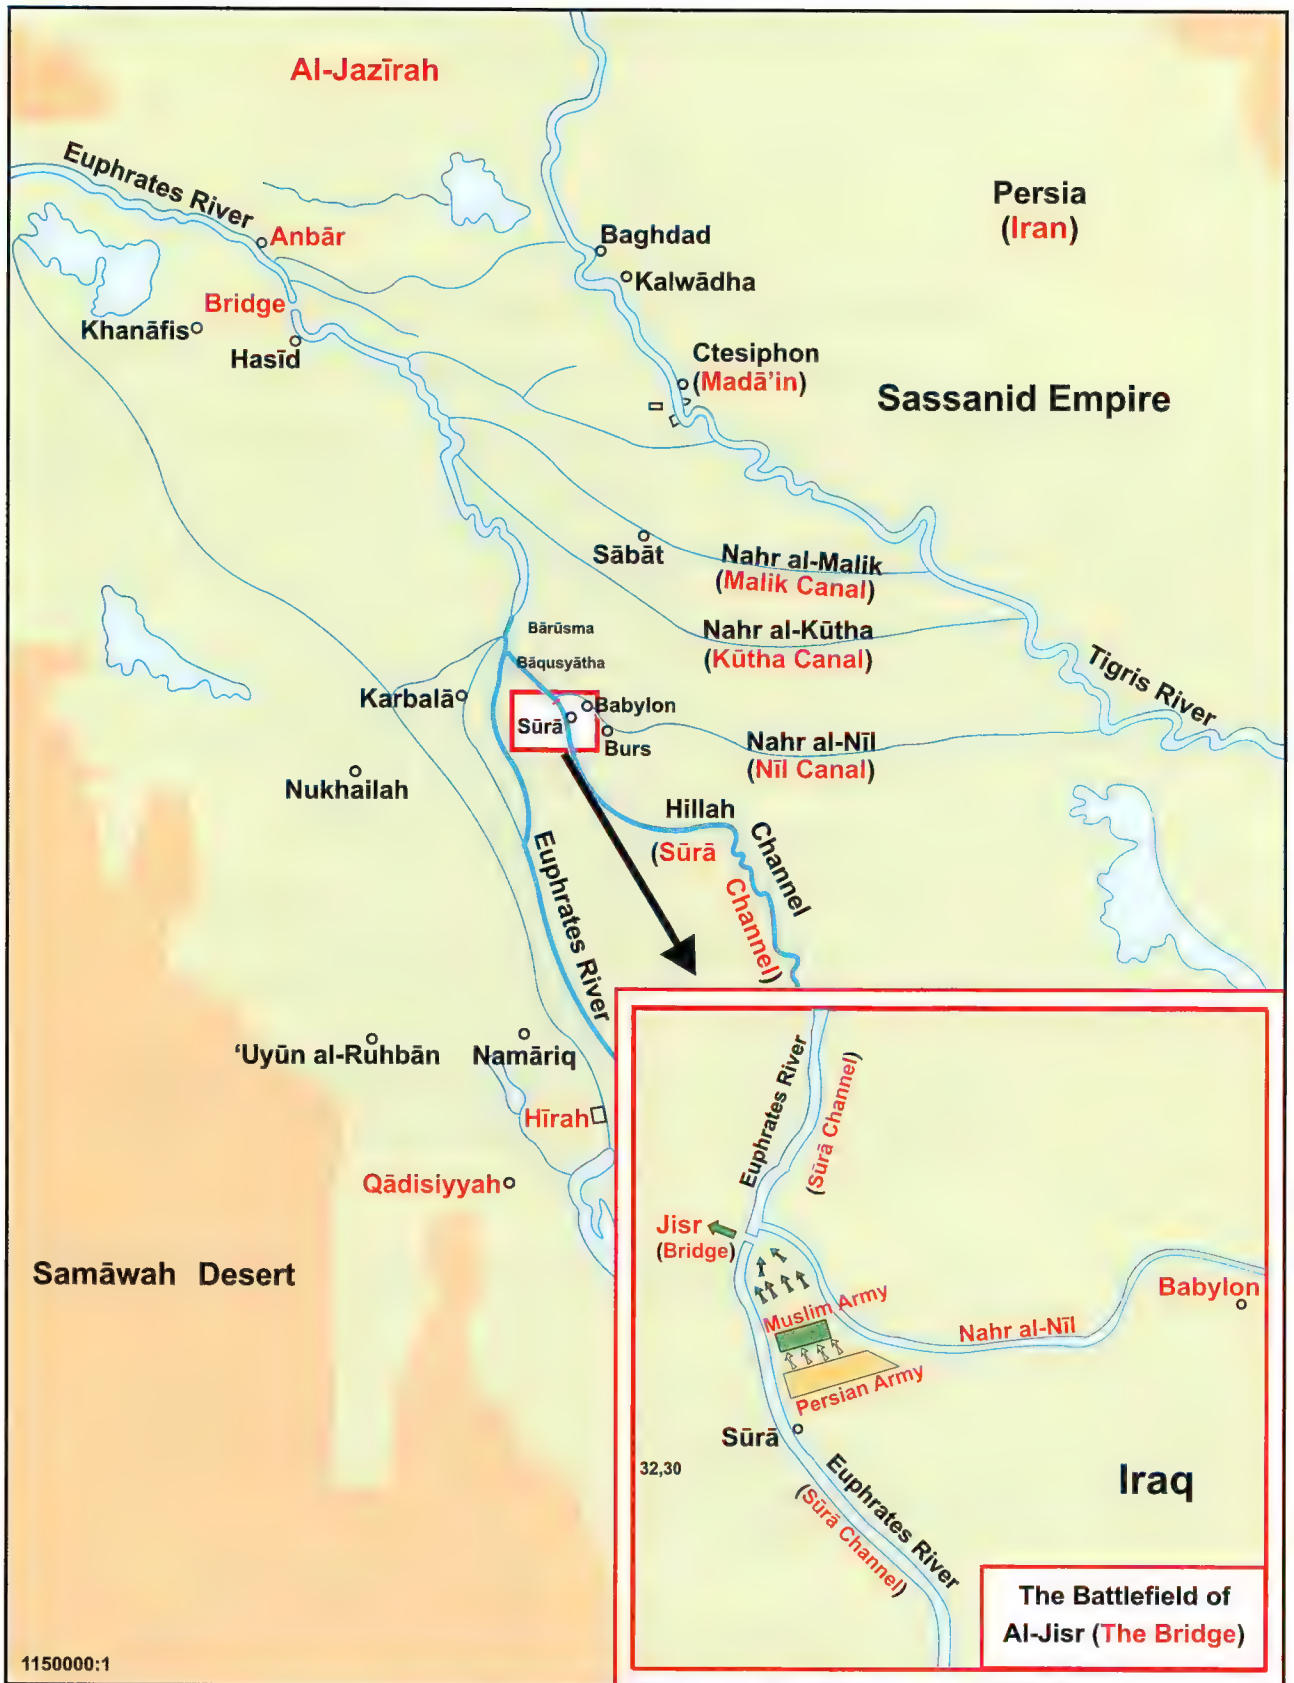 Al-Jazīrah
Euphrates River
Anbār
Baghdad
Kalwādha
Persia
(Iran)
Bridge
Khanāfis
Hasīd
Ctesiphon
(Madā'in)
Sassanid Empire
Sābāt
Nahr al-Malik
(Malik Canal)
Bārūsma
Nahr al-Kūtha
(Kūtha Canal)
Bāqusyātha
Tigris River
Karbalā
Babylon
Sūrā
Burs
Nahr al-Nīl
(Nīl Canal)
Nukhailah
Hillah Channel
(Sūrā Channel)
Euphrates River
‘Uyūn al-Ruhbān
Namāriq
Hīrah
Qādisiyyah
Samāwah Desert
Euphrates River
(Sūrā Channel)
Jisr
(Bridge)
Muslim Army
Babylon
Nahr al-Nīl
Persian Army
Sūrā
32,30
Iraq
Euphrates River
(Sūrā Channel)
The Battlefield of
Al-Jisr (The Bridge)
1150000:1